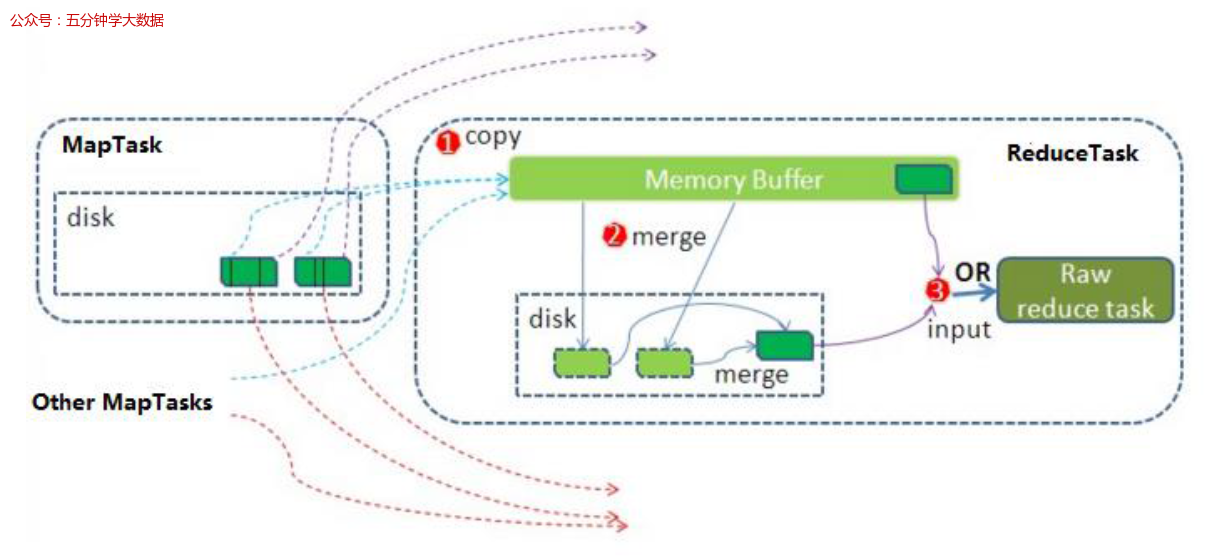 公众号：五分钟学大数据
MapTask
disk
Other MapTasks
1 copy
ReduceTask
Memory Buffer
2 merge
disk
merge
3
OR
input
Raw
reduce task